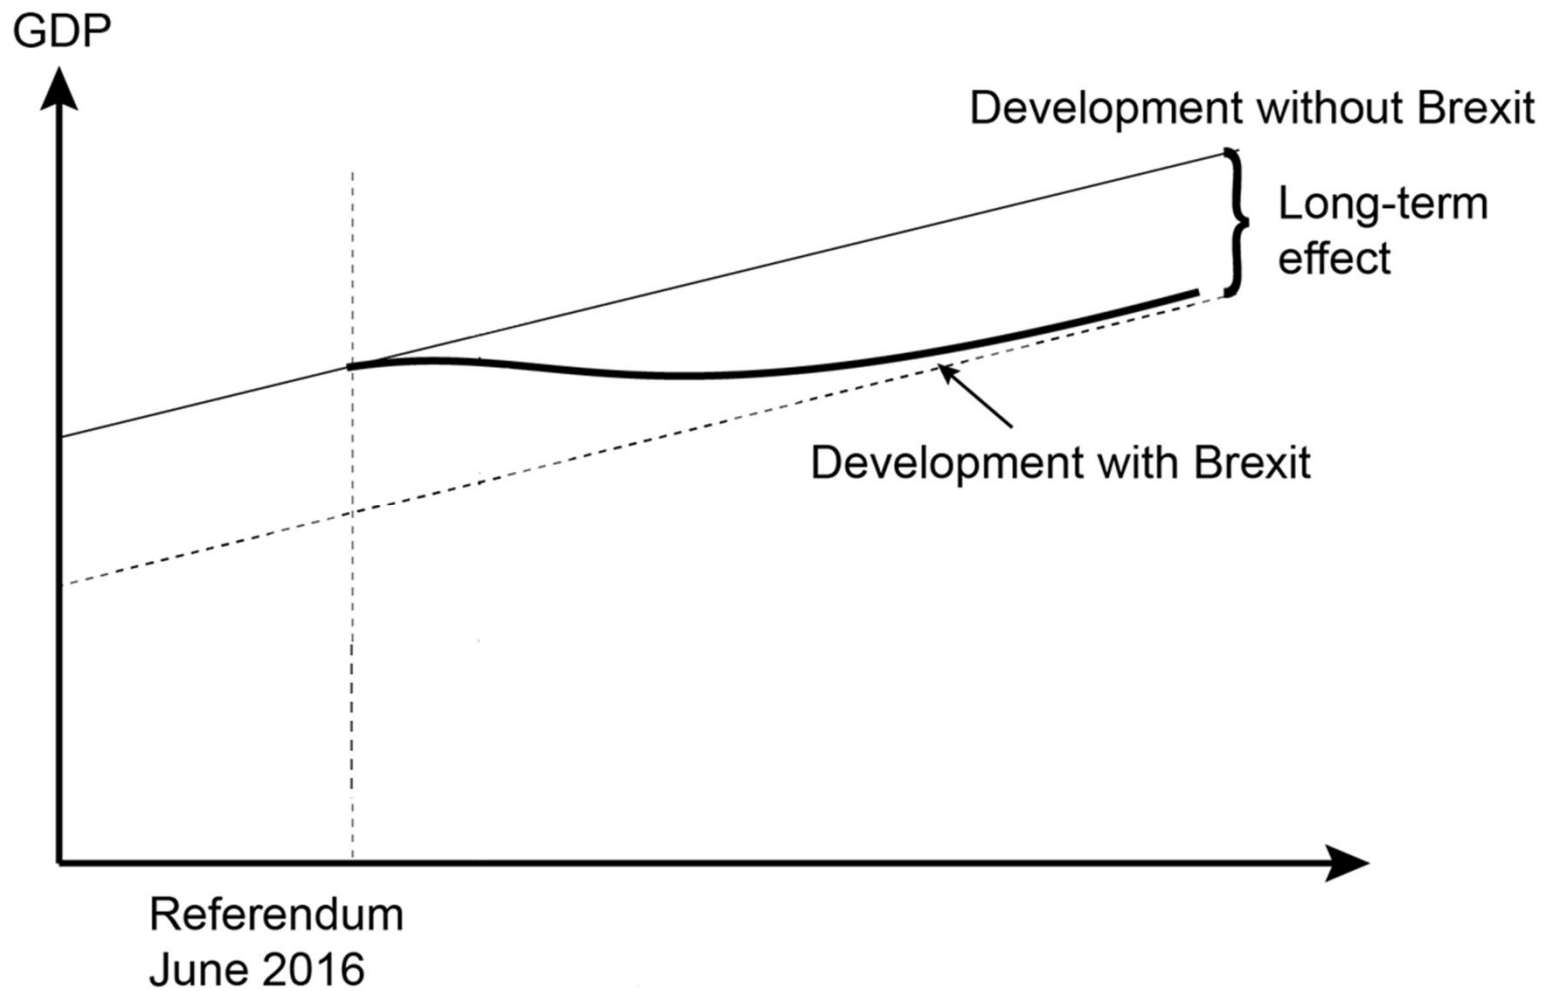 GDP
Development without Brexit
Long-term
effect
Development with Brexit
Referendum
June 2016